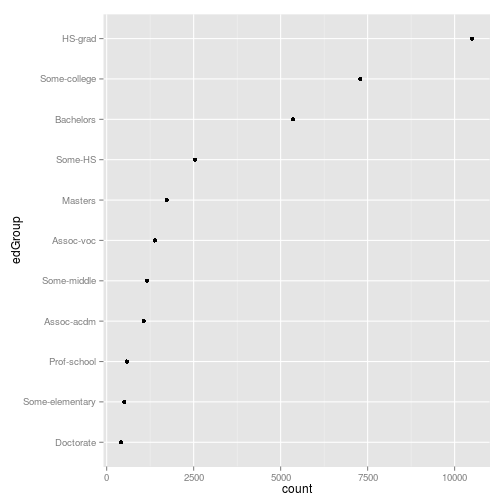 HS-grad
Some-college
Bachelors
Some-HS
Masters
Assoc-voc
Some-middle
Assoc-acdm
Prof-school
Some-elementary
Doctorate
edGroup
0 2500 5000 7500 10000
count